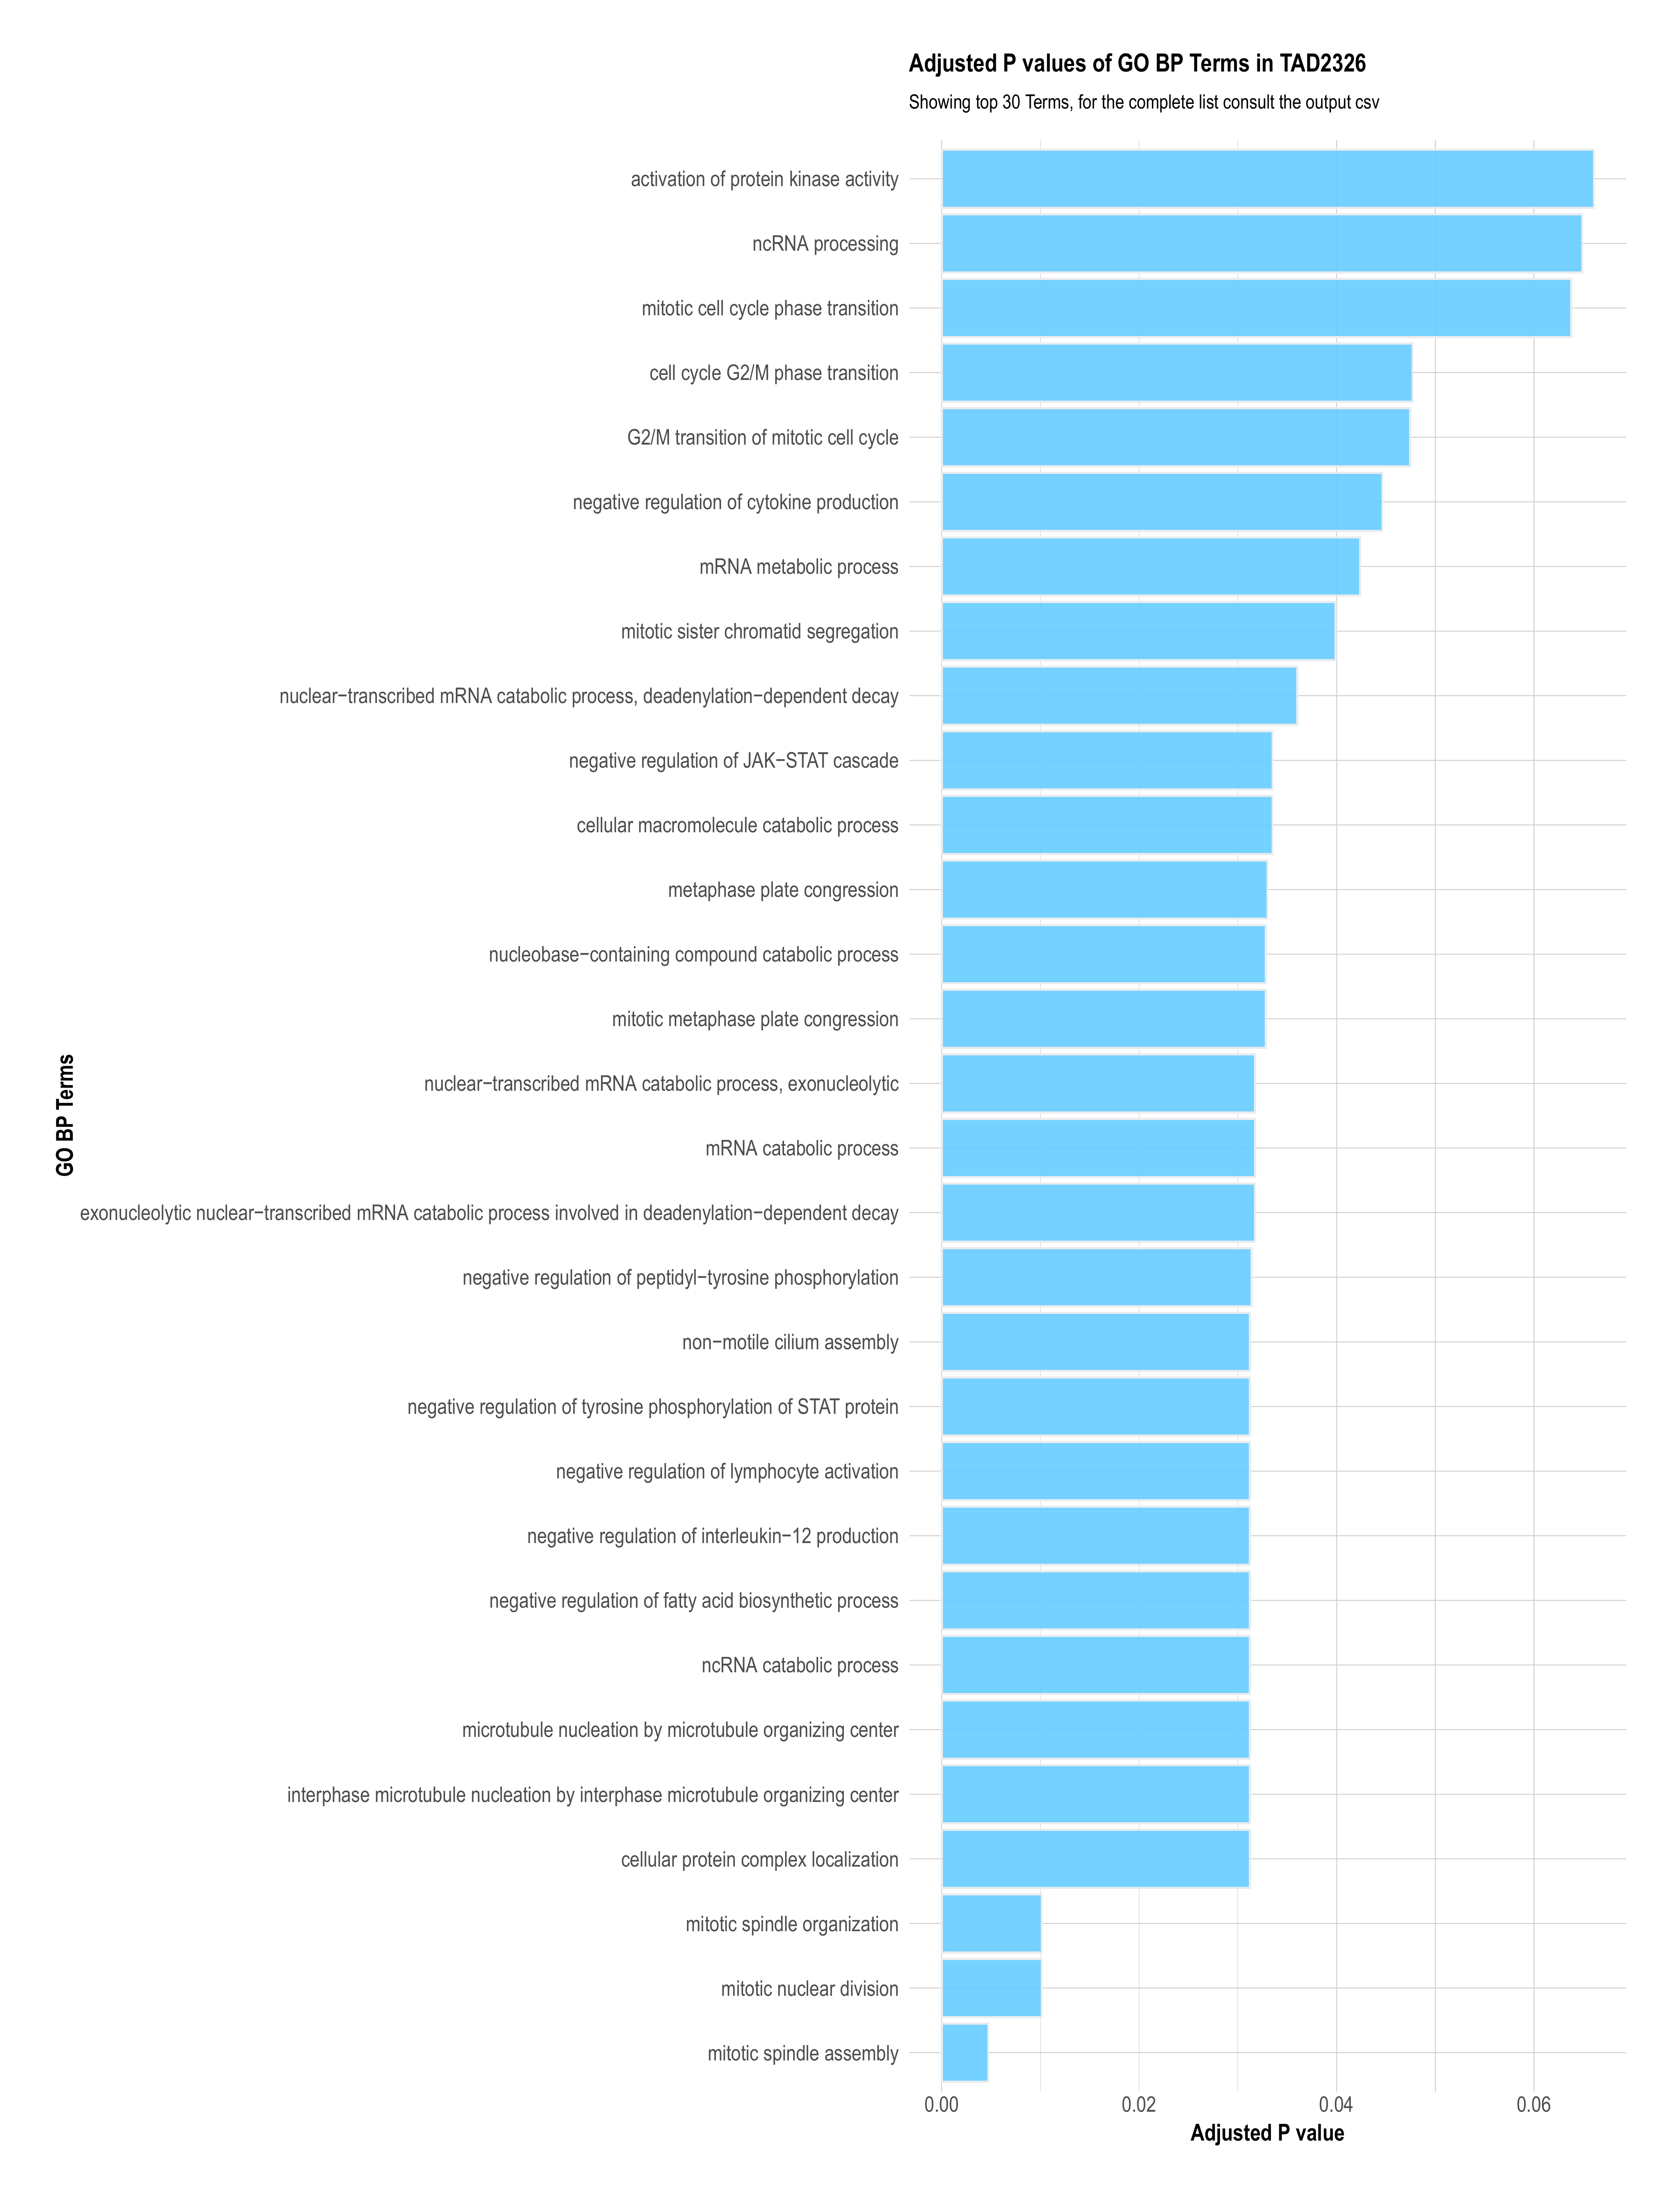 Adjusted P values of GO BP Terms in TAD2326
Showing top 30 Terms, for the complete list consult the output csv
activation of protein kinase activity
ncRNA processing
mitotic cell cycle phase transition
cell cycle G2/M phase transition
G2/M transition of mitotic cell cycle
negative regulation of cytokine production
mRNA metabolic process
mitotic sister chromatid segregation
nuclear−transcribed mRNA catabolic process, deadenylation−dependent decay
negative regulation of JAK−STAT cascade
cellular macromolecule catabolic process
metaphase plate congression
nucleobase−containing compound catabolic process
mitotic metaphase plate congression
nuclear−transcribed mRNA catabolic process, exonucleolytic
mRNA catabolic process
exonucleolytic nuclear−transcribed mRNA catabolic process involved in deadenylation−dependent decay
negative regulation of peptidyl−tyrosine phosphorylation
non−motile cilium assembly
negative regulation of tyrosine phosphorylation of STAT protein
negative regulation of lymphocyte activation
negative regulation of interleukin−12 production
negative regulation of fatty acid biosynthetic process
ncRNA catabolic process
microtubule nucleation by microtubule organizing center
interphase microtubule nucleation by interphase microtubule organizing center
cellular protein complex localization
mitotic spindle organization
mitotic nuclear division
mitotic spindle assembly
GO BP Terms
0.00 0.02 0.04 0.06
Adjusted P value